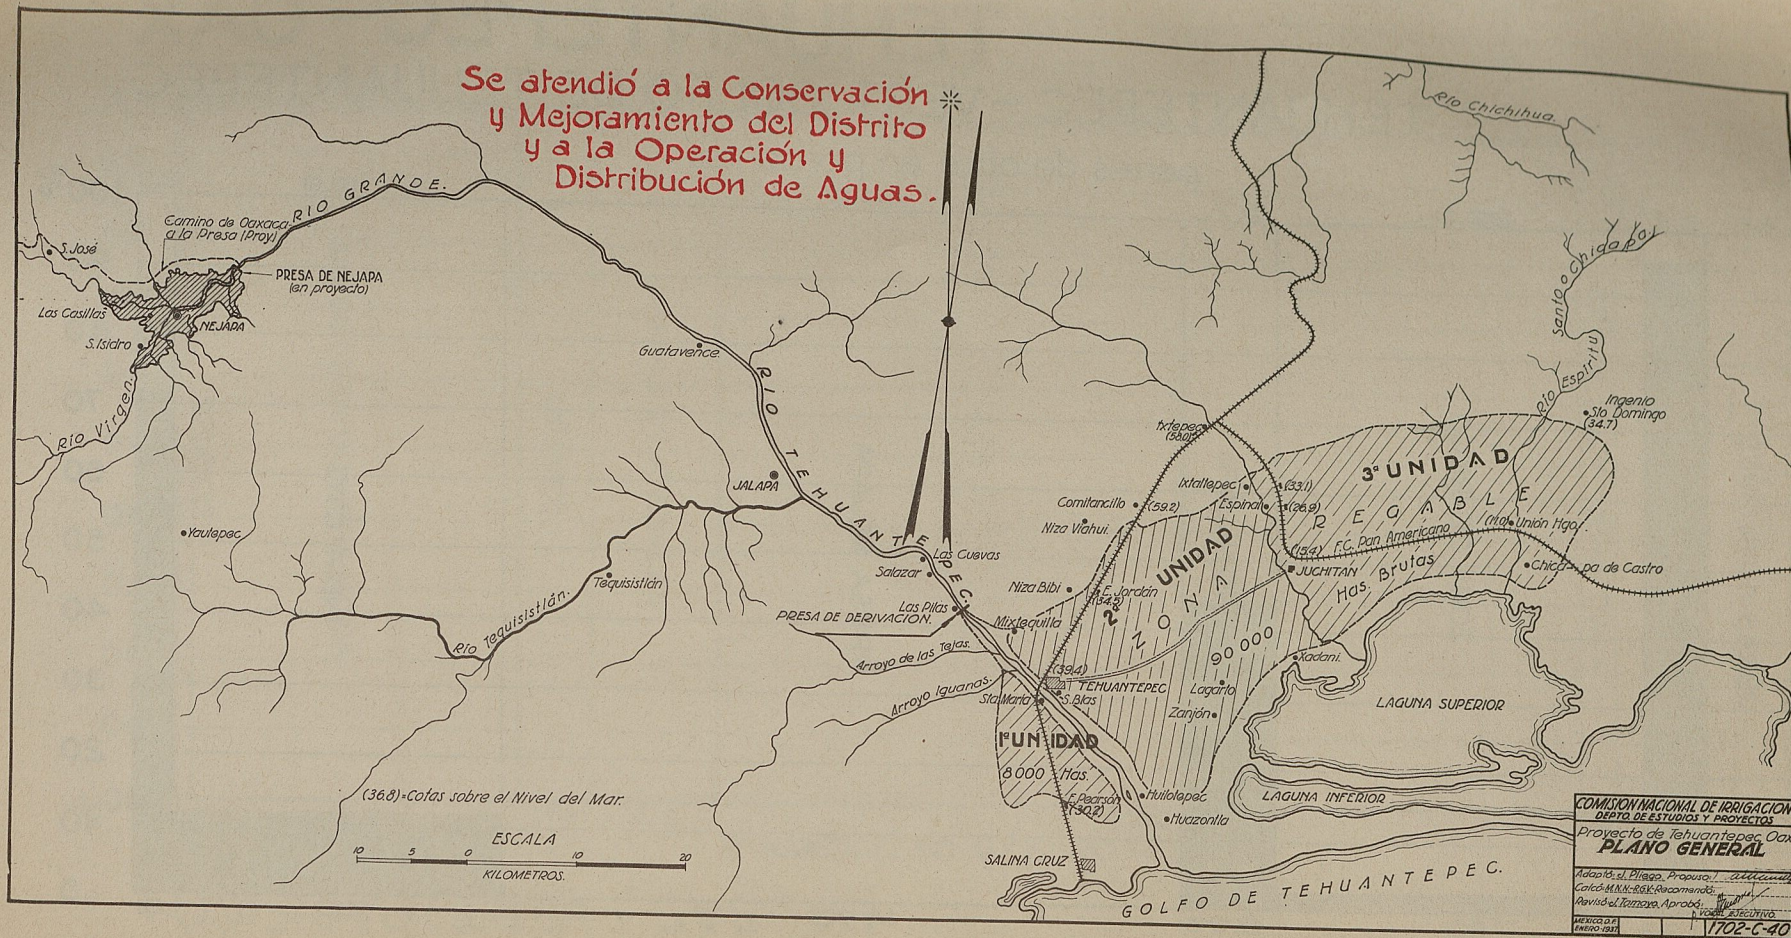 Se atendió a la Conservación
y Mejoramiento del Distrito
y a la Operación y
Distribución de Aguas.
Río Chichihua.
RIO GRANDE.
Camino de Oaxaca
a la Presa (Proy.)
S. José
PRESA DE NEJAPA
(en proyecto)
Las Casillas
NEJAPA
S. Isidro
Río Virgen.
Guatavence.
RIO TEHUANTEPEC.
Santo o Chidapa.
Río Espiritu
Ingenio
Sto Domingo
(34.7)
Ixtepec
(58.0)
3ª UNIDAD
JALAPA
Ixtaltepec
(33.1)
Comitancillo
(59.2)
Espinal
(26.9)
REGABLE
Niza Viahui.
Yautepec
F.C. Pan Americano
Unión Hgo.
(15.4)
JUCHITAN
Has. Brutas
Chica pa de Castro
2ª UNIDAD
ZONA
90 000
Las Cuevas
Salazar
Tequisistlán
Niza Bibi
E. Jordán
Las Pilas
PRESA DE DERIVACION.
Mixtequilla
Río Tequisistlán.
Arroyo de las Tejas.
Arroyo Iguanas.
(39.4)
TEHUANTEPEC
Sta. María
S. Blas
Xadani.
Lagarto
Zanjón
LAGUNA SUPERIOR
1ª UNIDAD
8000 Has.
E. Pearson
(30.2)
Huilotepec
Huazontla
LAGUNA INFERIOR
(36.8)=Cotas sobre el Nivel del Mar.
ESCALA
10 5 0 10 20
KILOMETROS.
SALINA CRUZ
GOLFO DE TEHUANTEPEC.
COMISION NACIONAL DE IRRIGACION
DEPTO. DE ESTUDIOS Y PROYECTOS
Proyecto de Tehuantepec, Oax
PLANO GENERAL
Adaptó: J. Pliego. Propuso:
Calcó: M.N.N.-R.G.V. Recomendó:
Revisó: J. Tamayo. Aprobó:
VOCAL EJECUTIVO.
MEXICO, D.F.
ENERO-1937
1702-C-40